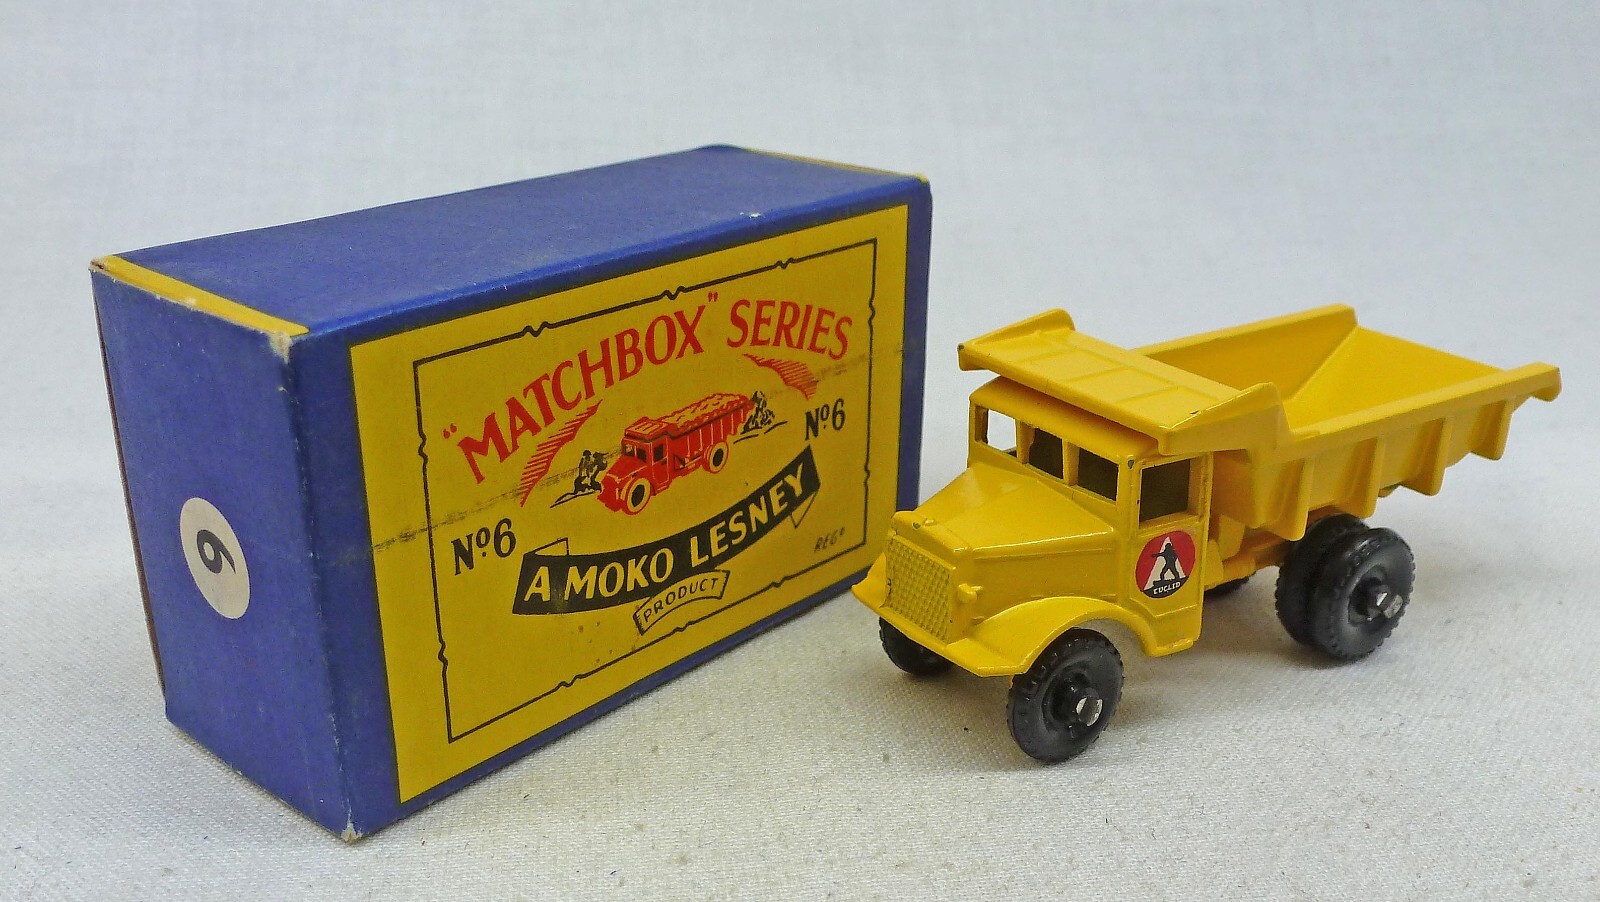 "MATCHBOX" SERIES
Nº6
Nº6
A MOKO LESNEY
PRODUCT
REGD
6
EUCLID